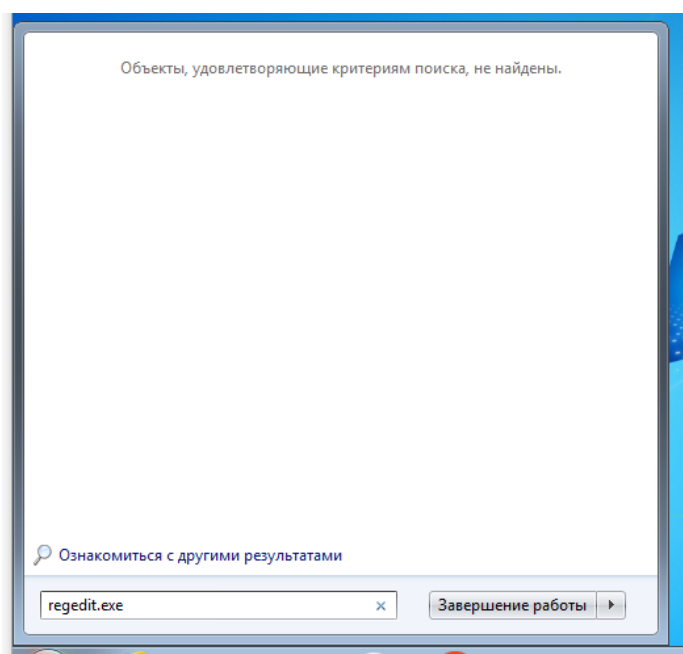 Объекты, удовлетворяющие критериям поиска, не найдены.
Ознакомиться с другими результатами
regedit.exe
Завершение работы